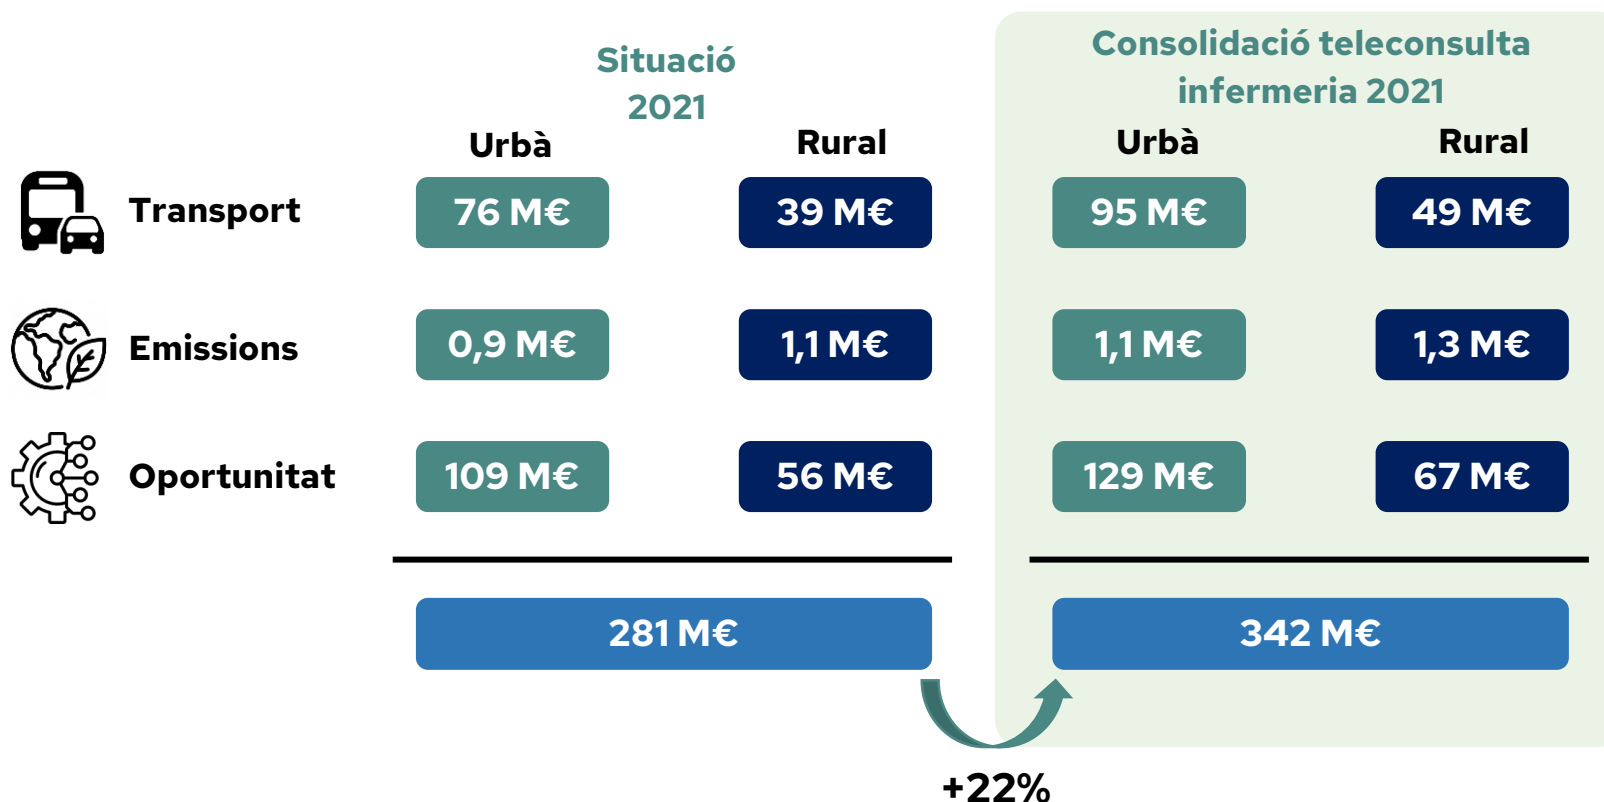 Situació
2021
Consolidació teleconsulta
infermeria 2021
Urbà Rural Urbà Rural
Transport 76 M€ 39 M€ 95 M€ 49 M€
Emissions 0,9 M€ 1,1 M€ 1,1 M€ 1,3 M€
Oportunitat 109 M€ 56 M€ 129 M€ 67 M€
281 M€ 342 M€
+22%